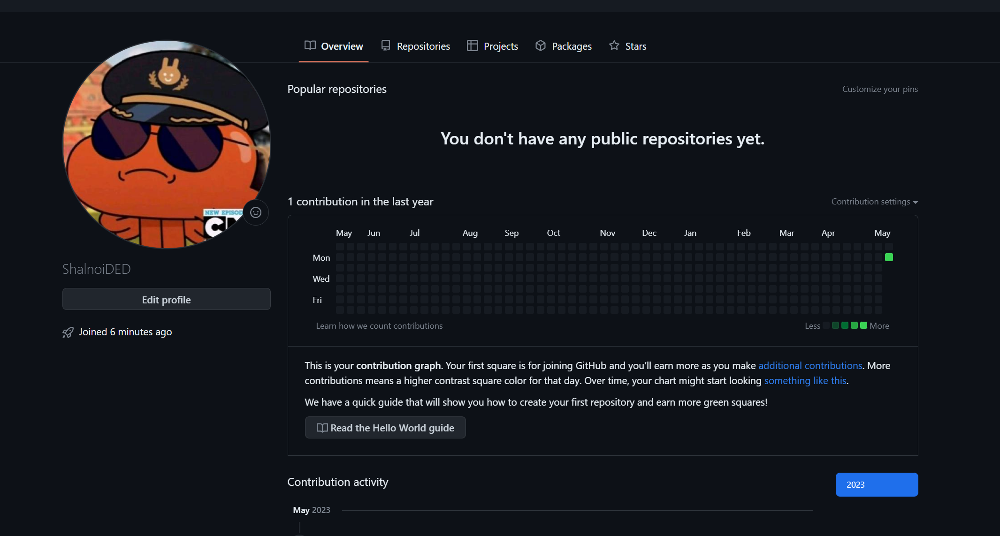 Overview Repositories Projects Packages Stars
NEW EPISOD
ShalnoiDED
Edit profile
Joined 6 minutes ago
Popular repositories
Customize your pins
You don't have any public repositories yet.
1 contribution in the last year
Contribution settings
May Jun Jul Aug Sep Oct Nov Dec Jan Feb Mar Apr May
Mon
Wed
Fri
Learn how we count contributions
Less More
This is your contribution graph. Your first square is for joining GitHub and you’ll earn more as you make additional contributions. More
contributions means a higher contrast square color for that day. Over time, your chart might start looking something like this.
We have a quick guide that will show you how to create your first repository and earn more green squares!
Read the Hello World guide
Contribution activity
2023
May 2023